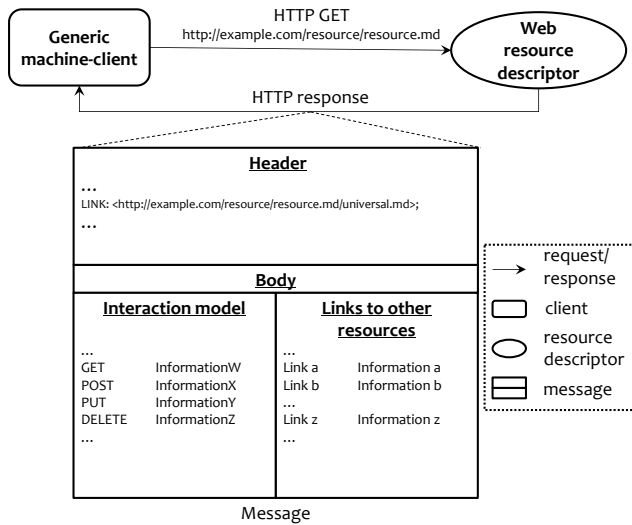 HTTP GET
http://example.com/resource/resource.md
Generic
machine-client
Web
resource
descriptor
HTTP response
Header
...
LINK: <http://example.com/resource/resource.md/universal.md>;
...
Body
Interaction model
...
GET InformationW
POST InformationX
PUT InformationY
DELETE InformationZ
...
Links to other
resources
...
Link a Information a
Link b Information b
...
Link z Information z
...
Message
request/
response
client
resource
descriptor
message